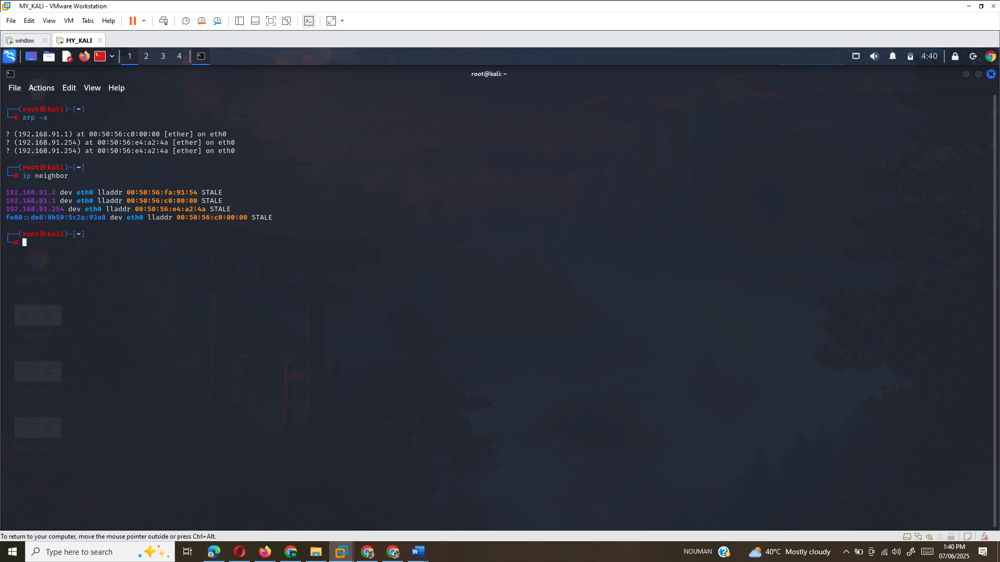 MY_KALI - VMware Workstation
File Edit View VM Tabs Help
window MY_KALI
1 2 3 4 4:40
root@kali: ~
File Actions Edit View Help
┌──(root㉿kali)-[~]
└─# arp -a
? (192.168.91.1) at 00:50:56:c0:00:00 [ether] on eth0
? (192.168.91.254) at 00:50:56:e4:a2:4a [ether] on eth0
? (192.168.91.254) at 00:50:56:e4:a2:4a [ether] on eth0
┌──(root㉿kali)-[~]
└─# ip neighbor
192.168.91.2 dev eth0 lladdr 00:50:56:fa:91:54 STALE
192.168.91.1 dev eth0 lladdr 00:50:56:c0:00:00 STALE
192.168.91.254 dev eth0 lladdr 00:50:56:e4:a2:4a STALE
fe80::de8:9b59:5c2a:93a8 dev eth0 lladdr 00:50:56:c0:00:00 STALE
Home
┌──(root㉿kali)-[~]
└─#
Google Chr...
han.PNG
mr j.PNG
hassan ali....
To return to your computer, move the mouse pointer outside or press Ctrl+Alt.
Type here to search
NOUMAN
40°C Mostly cloudy
1:40 PM
07/06/2025